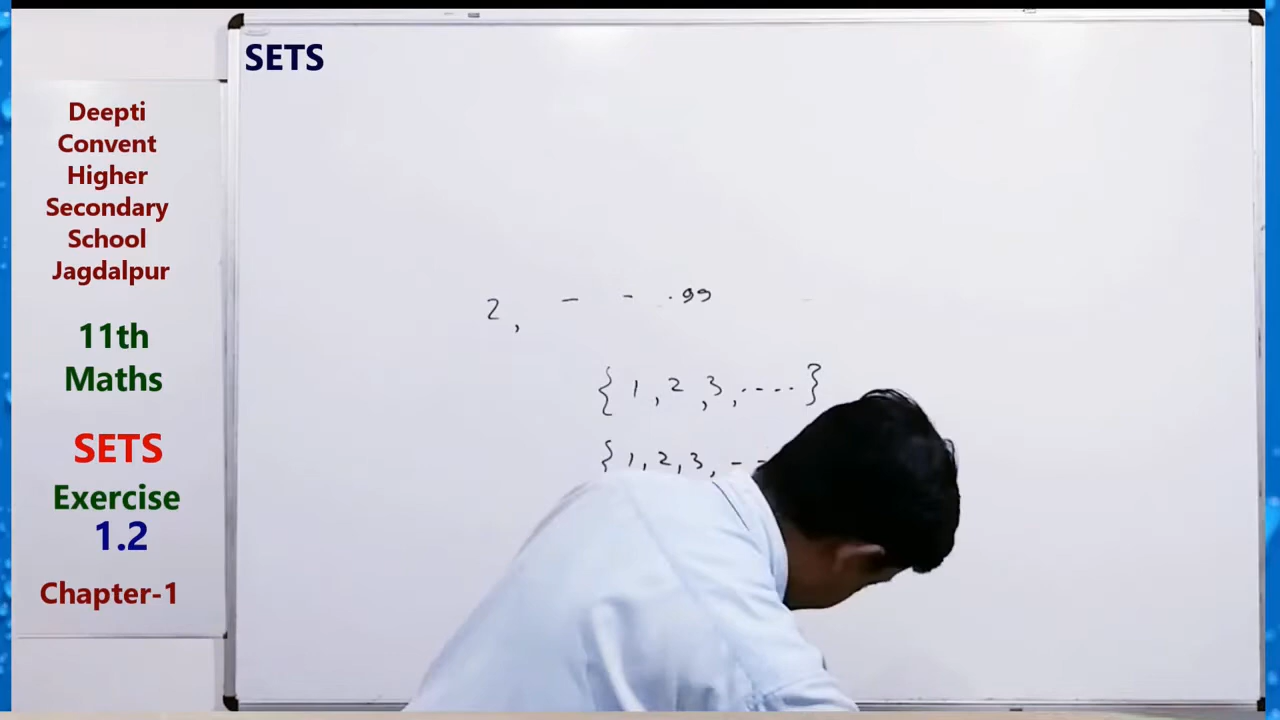 SETS
Deepti
Convent
Higher
Secondary
School
Jagdalpur
11th
Maths
SETS
Exercise
1.2
Chapter-1
2, - - .99
{ 1, 2, 3, .... }
{ 1, 2, 3, - -